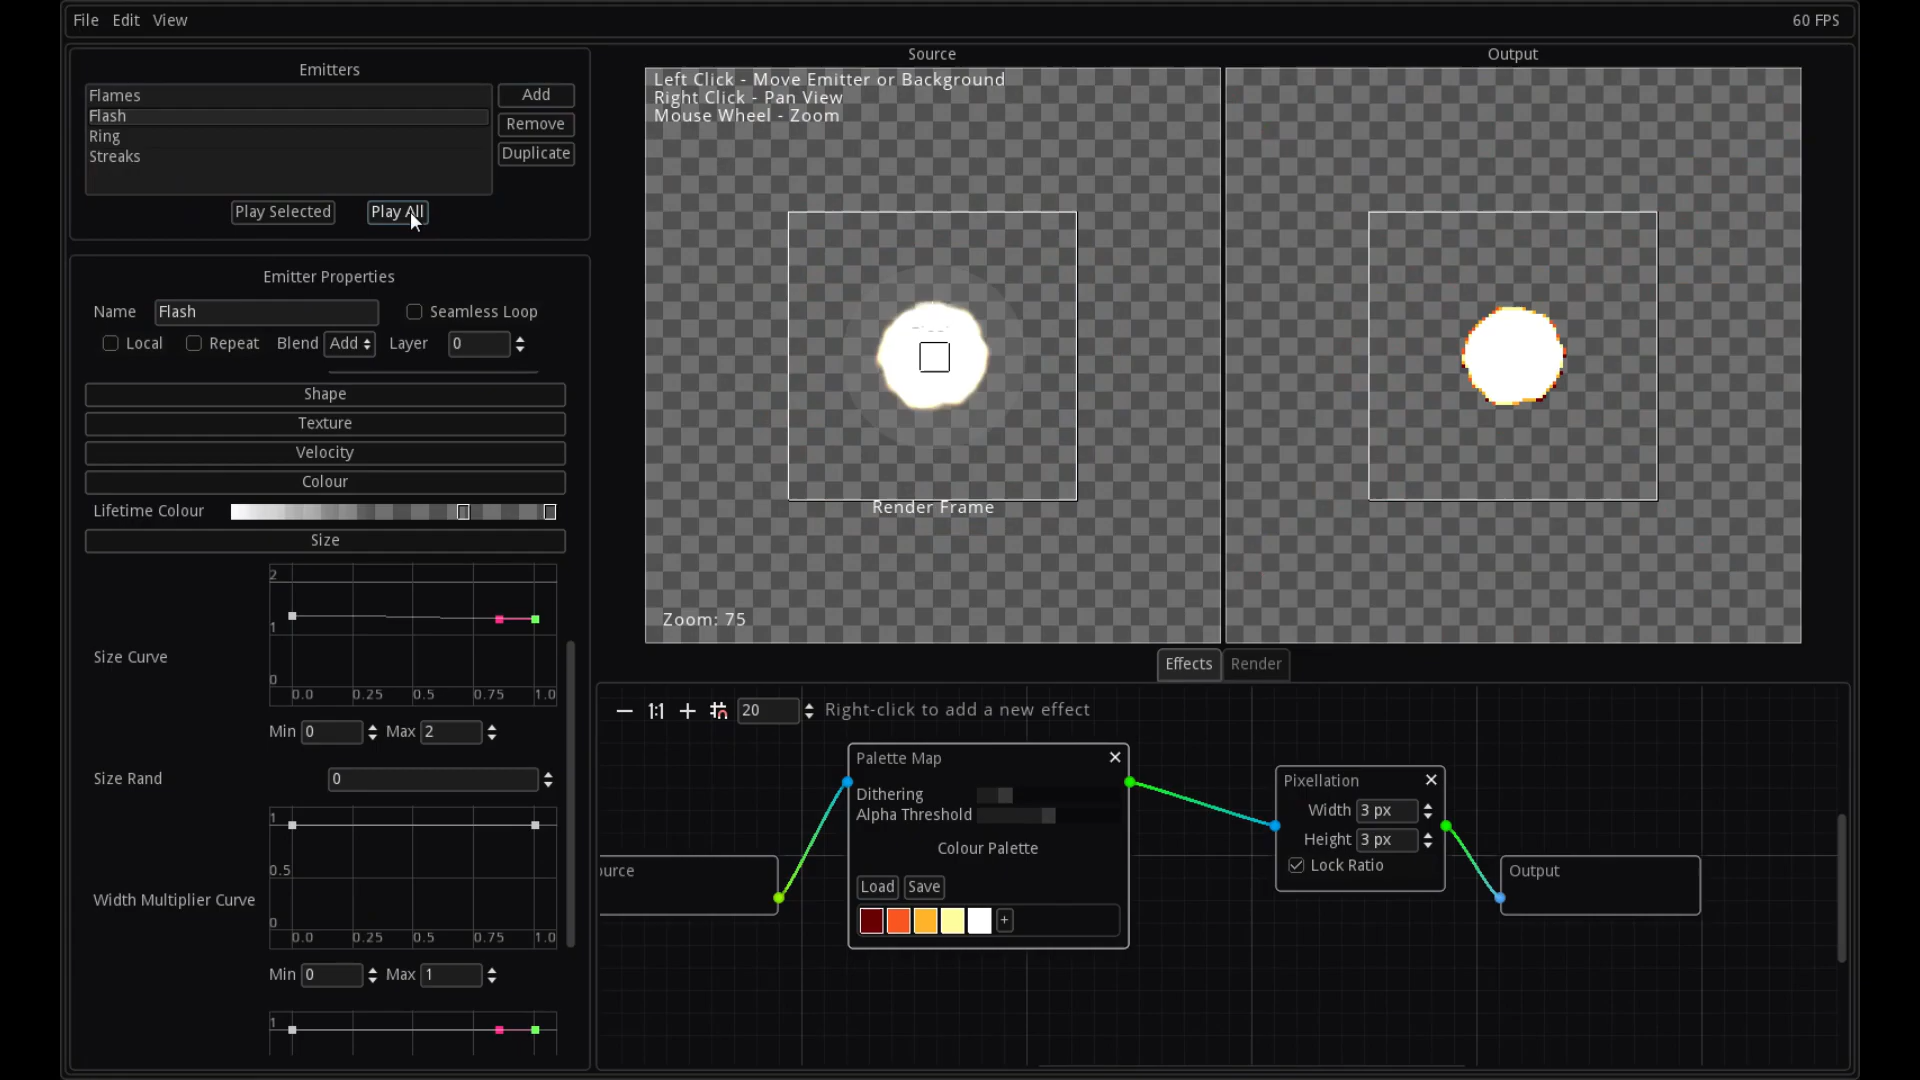 File Edit View
60 FPS
Emitters
Flames
Flash
Ring
Streaks
Add
Remove
Duplicate
Play Selected
Play All
Emitter Properties
Name Flash Seamless Loop
Local Repeat Blend Add Layer 0
Shape
Texture
Velocity
Colour
Lifetime Colour
Size
2
1
0
0.0 0.25 0.5 0.75 1.0
Size Curve
Min 0 Max 2
Size Rand 0
1
0.5
0
0.0 0.25 0.5 0.75 1.0
Width Multiplier Curve
Min 0 Max 1
1
Source
Left Click - Move Emitter or Background
Right Click - Pan View
Mouse Wheel - Zoom
Render Frame
Zoom: 75
Output
Effects Render
1:1 20 Right-click to add a new effect
ource
Palette Map
Dithering
Alpha Threshold
Colour Palette
Load Save
+
Pixellation
Width 3 px
Height 3 px
Lock Ratio
Output